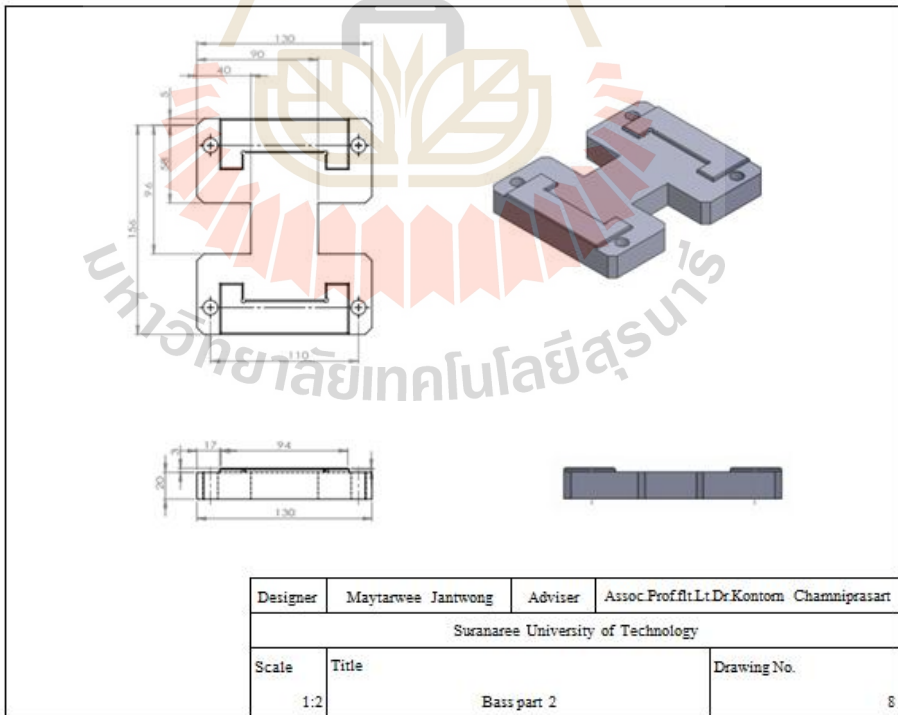 130
90
40
5
58
96
156
110
มหาวิทยาลัยเทคโนโลยีสุรนารี
3
17
94
20
130
Designer Maytarwee Jantwong Adviser Assoc.Prof.flt.Lt.Dr.Kontorn Chamniprasart
Suranaree University of Technology
Scale Title Drawing No.
1:2 Bass part 2 8